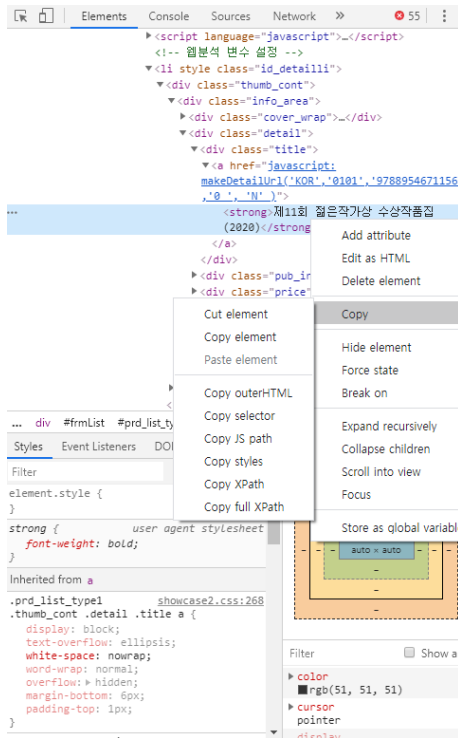 Elements Console Sources Network » 55
<script language="javascript">…</script>
<!-- 웹분석 변수 설정 -->
<li style class="id_detailli">
<div class="thumb_cont">
<div class="info_area">
<div class="cover_wrap">…</div>
<div class="detail">
<div class="title">
<a href="javascript:
makeDetailUrl('KOR','0101','9788954671156
,'0 ', 'N' )">
… <strong>제11회 젊은작가상 수상작품집
(2020)</strong
</a>
</div>
<div class="pub_in
<div class="price"
Add attribute
Edit as HTML
Delete element
Copy
Hide element
Force state
Break on
Expand recursively
Collapse children
Scroll into view
Focus
Store as global variabl
Cut element
Copy element
Paste element
Copy outerHTML
Copy selector
Copy JS path
Copy styles
Copy XPath
Copy full XPath
<
… div #frmList #prd_list_ty
Styles Event Listeners DO
Filter
element.style {
}
strong { user agent stylesheet
font-weight: bold;
}
Inherited from a
.prd_list_type1 showcase2.css:268
.thumb_cont .detail .title a {
display: block;
text-overflow: ellipsis;
white-space: nowrap;
word-wrap: normal;
overflow: hidden;
margin-bottom: 6px;
padding-top: 1px;
}
- - - auto × auto - - -
-
-
-
Filter Show a
color
rgb(51, 51, 51)
cursor
pointer
display